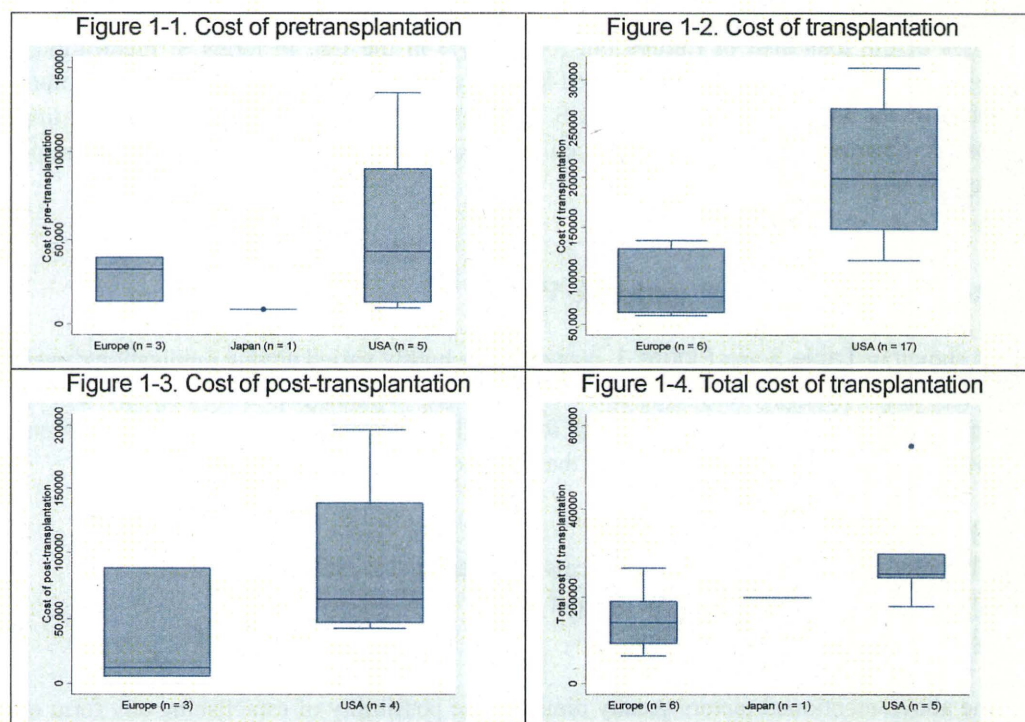 Figure 1-1. Cost of pretransplantation
Cost of pre-transplantation
150000
100000
50,000
0
Europe (n = 3)
Japan (n = 1)
USA (n = 5)
Figure 1-2. Cost of transplantation
Cost of transplantation
300000
250000
200000
150000
100000
50,000
Europe (n = 6)
USA (n = 17)
Figure 1-3. Cost of post-transplantation
Cost of post-transplantation
200000
150000
100000
50,000
0
Europe (n = 3)
USA (n = 4)
Figure 1-4. Total cost of transplantation
Total cost of transplantation
600000
400000
200000
0
Europe (n = 6)
Japan (n = 1)
USA (n = 5)